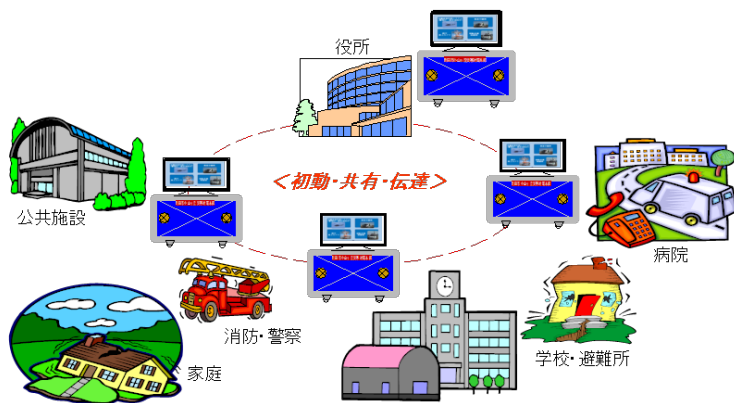 役所
<初動・共有・伝達>
公共施設
病院
消防・警察
学校・避難所
家庭